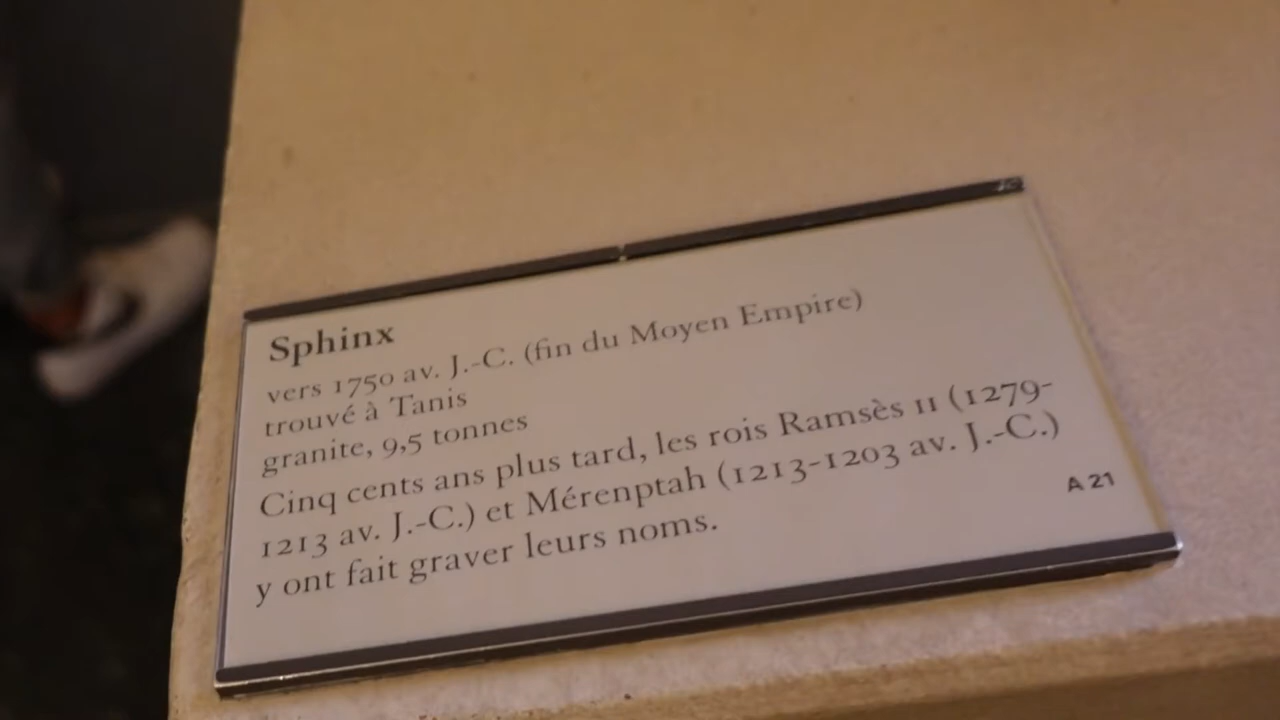 Sphinx
vers 1750 av. J.-C. (fin du Moyen Empire)
trouvé à Tanis
granite, 9,5 tonnes
Cinq cents ans plus tard, les rois Ramsès II (1279-
1213 av. J.-C.) et Mérenptah (1213-1203 av. J.-C.)
y ont fait graver leurs noms.
A 21